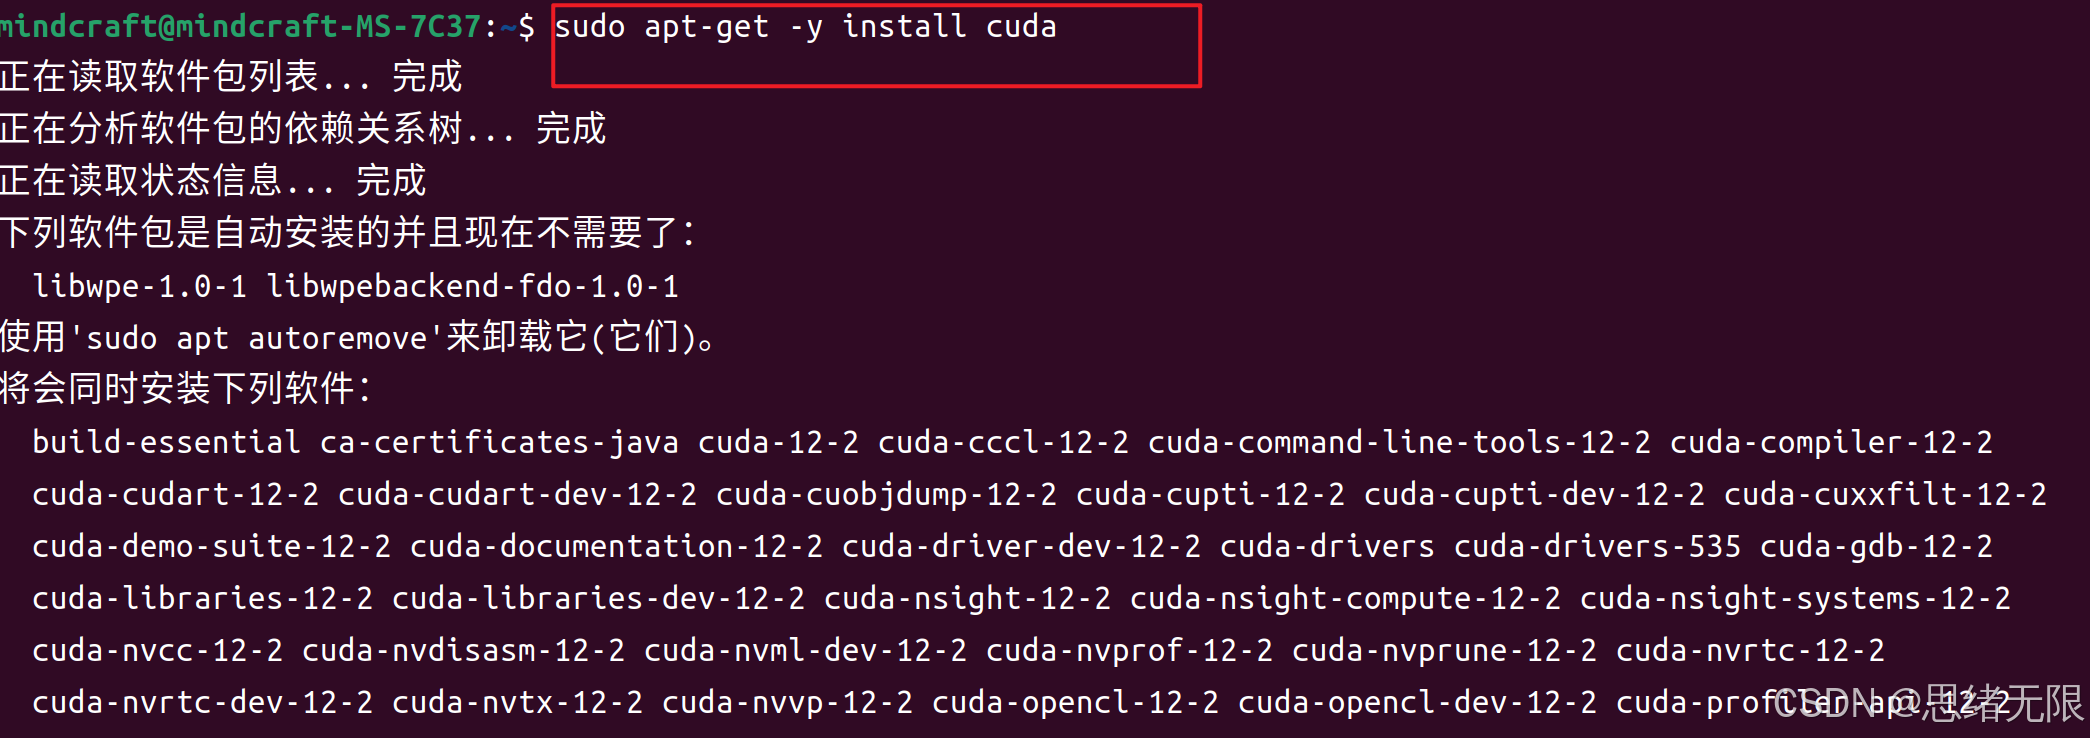 mindcraft@mindcraft-MS-7C37:~$ sudo apt-get -y install cuda
正在读取软件包列表... 完成
正在分析软件包的依赖关系树... 完成
正在读取状态信息... 完成
下列软件包是自动安装的并且现在不需要了：
  libwpe-1.0-1 libwpebackend-fdo-1.0-1
使用'sudo apt autoremove'来卸载它(它们)。
将会同时安装下列软件：
  build-essential ca-certificates-java cuda-12-2 cuda-cccl-12-2 cuda-command-line-tools-12-2 cuda-compiler-12-2
  cuda-cudart-12-2 cuda-cudart-dev-12-2 cuda-cuobjdump-12-2 cuda-cupti-12-2 cuda-cupti-dev-12-2 cuda-cuxxfilt-12-2
  cuda-demo-suite-12-2 cuda-documentation-12-2 cuda-driver-dev-12-2 cuda-drivers cuda-drivers-535 cuda-gdb-12-2
  cuda-libraries-12-2 cuda-libraries-dev-12-2 cuda-nsight-12-2 cuda-nsight-compute-12-2 cuda-nsight-systems-12-2
  cuda-nvcc-12-2 cuda-nvdisasm-12-2 cuda-nvml-dev-12-2 cuda-nvprof-12-2 cuda-nvprune-12-2 cuda-nvrtc-12-2
  cuda-nvrtc-dev-12-2 cuda-nvtx-12-2 cuda-nvvp-12-2 cuda-opencl-12-2 cuda-opencl-dev-12-2 cuda-profiler-api-12-2
CSDN @思绪无限